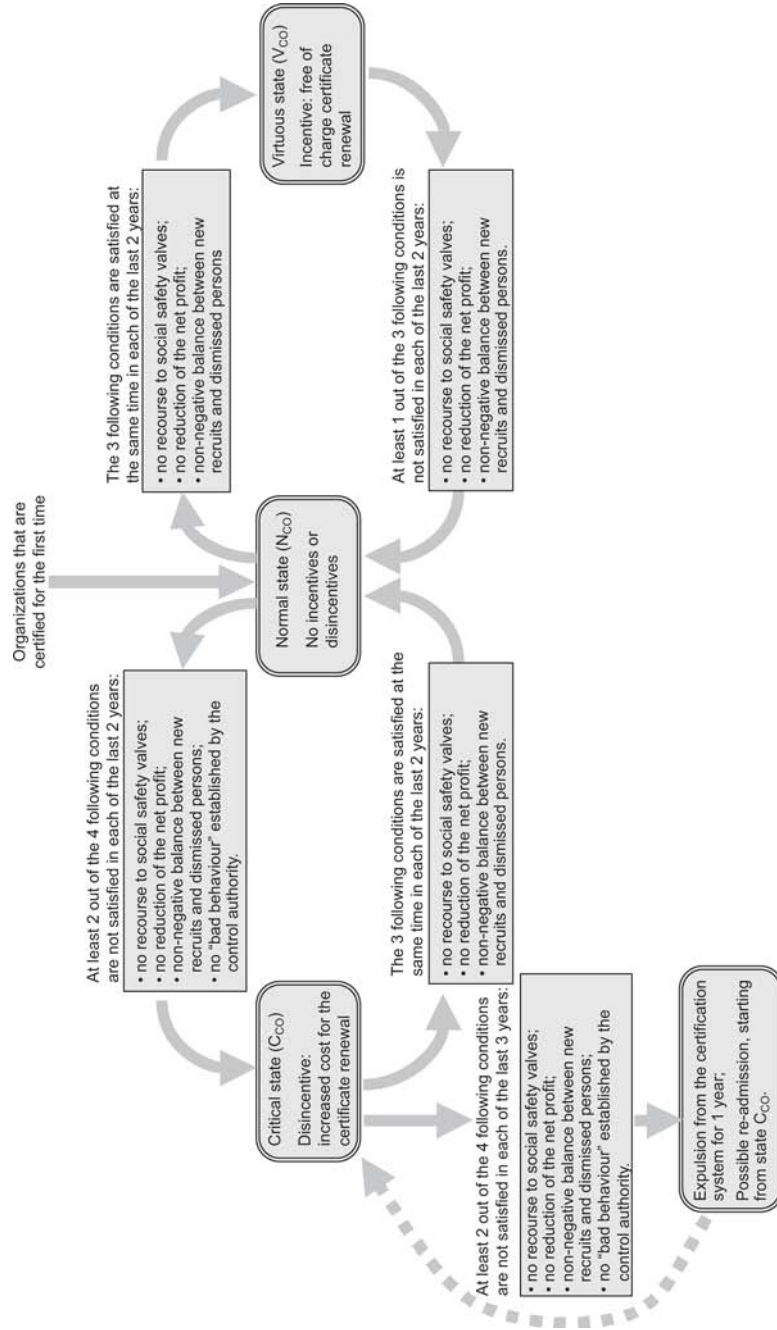 Organizations that are
certified for the first time
At least 2 out of the 4 following conditions
are not satisfied in each of the last 2 years:
• no recourse to social safety valves;
• no reduction of the net profit;
• non-negative balance between new
recruits and dismissed persons;
• no "bad behaviour" established by the
control authority.
The 3 following conditions are satisfied at
the same time in each of the last 2 years:
• no recourse to social safety valves;
• no reduction of the net profit;
• non-negative balance between new
recruits and dismissed persons
Critical state (CCO)
Disincentive:
increased cost for the
certificate renewal
Normal state (NCO)
No incentives or
disincentives
Virtuous state (VCO)
Incentive: free of
charge certificate
renewal
The 3 following conditions are satisfied at the
same time in each of the last 2 years:
• no recourse to social safety valves;
• no reduction of the net profit;
• non-negative balance between new
recruits and dismissed persons.
At least 1 out of the 3 following conditions is
not satisfied in each of the last 2 years:
• no recourse to social safety valves;
• no reduction of the net profit;
• non-negative balance between new
recruits and dismissed persons.
At least 2 out of the 4 following conditions
are not satisfied in each of the last 3 years:
• no recourse to social safety valves;
• no reduction of the net profit;
• non-negative balance between new
recruits and dismissed persons;
• no "bad behaviour" established by the
control authority.
Expulsion from the certification
system for 1 year;
Possible re-admission, starting
from state CCO.